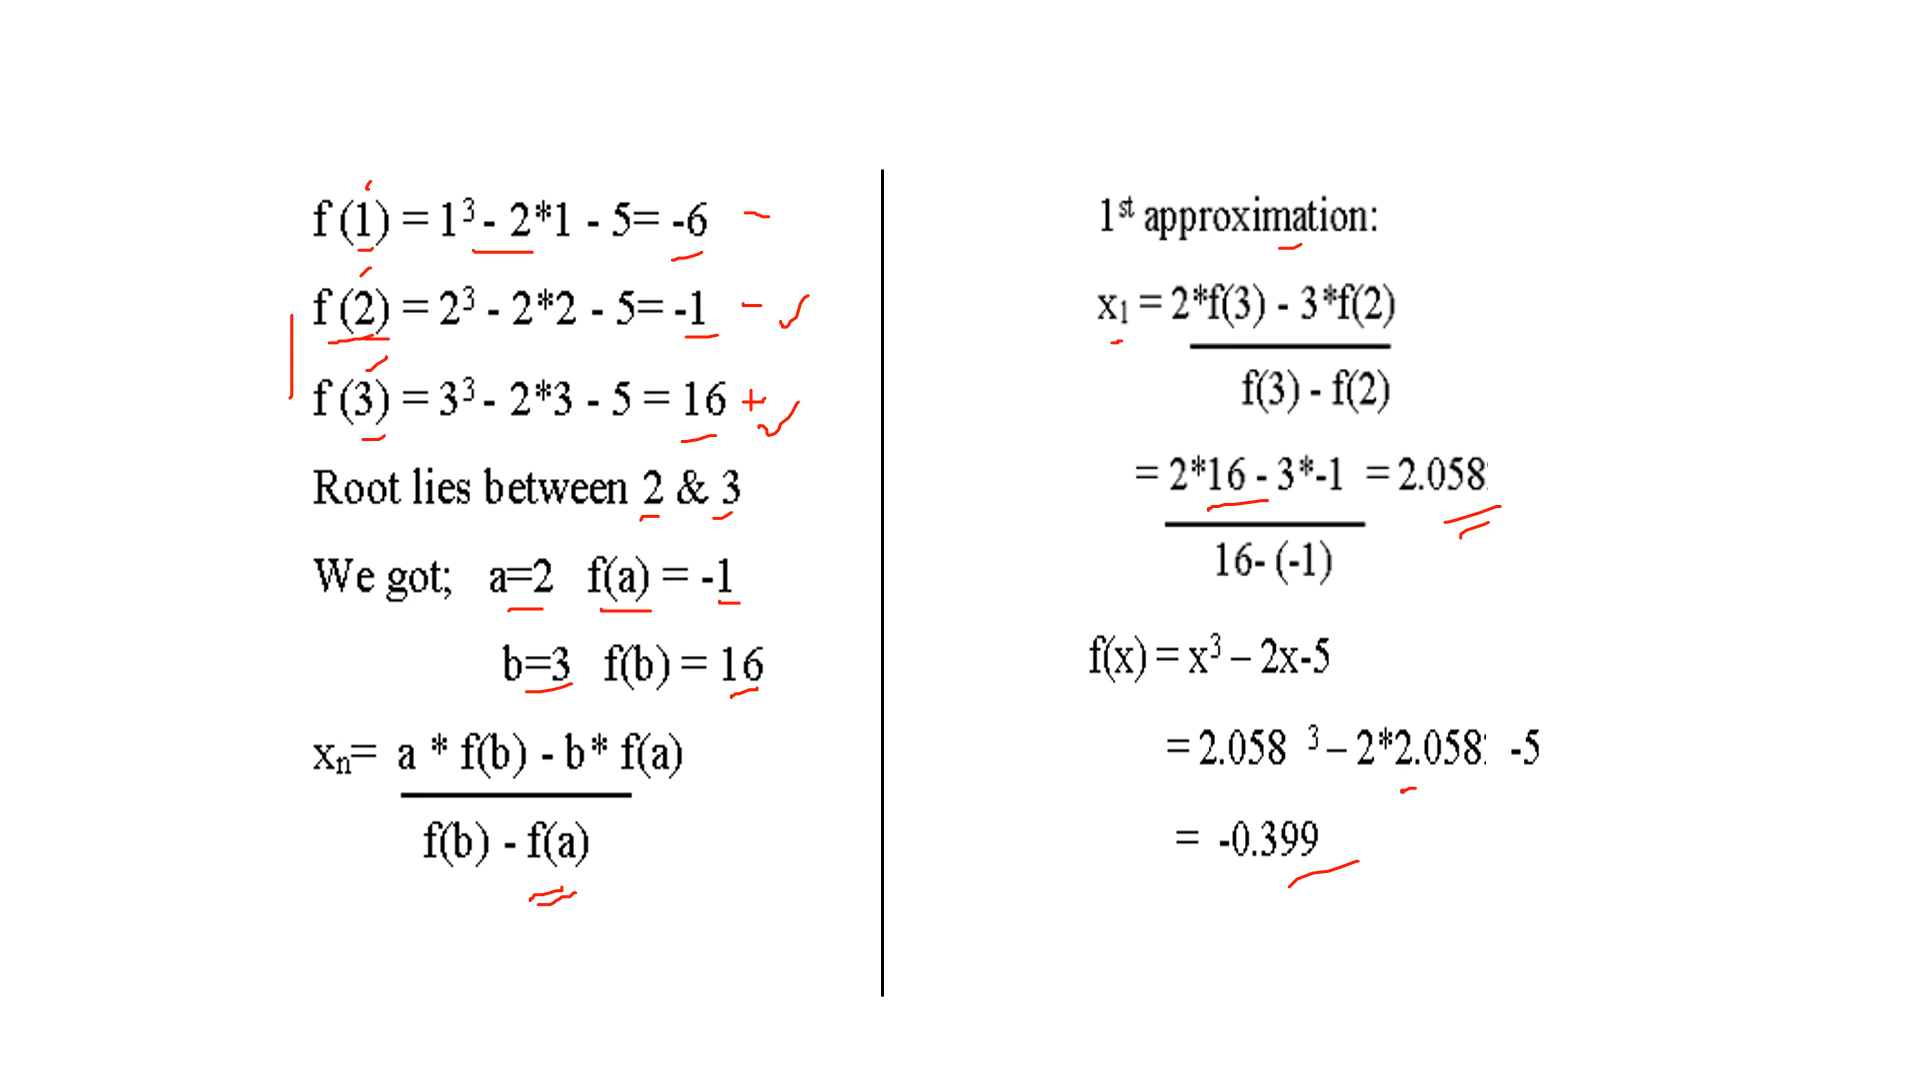 f (1) = 1³ - 2*1 - 5= -6 -
f (2) = 2³ - 2*2 - 5= -1 - ✓
f (3) = 3³ - 2*3 - 5 = 16 + ✓
Root lies between 2 & 3
We got; a=2 f(a) = -1
b=3 f(b) = 16
xₙ= a * f(b) - b* f(a)
f(b) - f(a)
1st approximation:
x₁ = 2*f(3) - 3*f(2)
f(3) - f(2)
= 2*16 - 3*-1 = 2.058
16- (-1)
f(x) = x³ – 2x-5
= 2.058 ³ – 2*2.058 -5
= -0.399